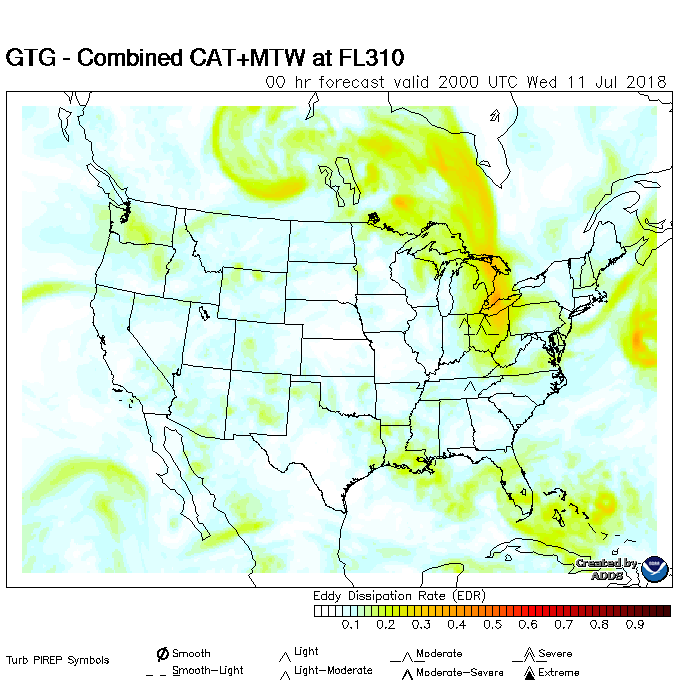 GTG - Combined CAT+MTW at FL310
00 hr forecast valid 2000 UTC Wed 11 Jul 2018
Created by
ADDS
Eddy Dissipation Rate (EDR)
0.1 0.2 0.3 0.4 0.5 0.6 0.7 0.8 0.9
Turb PIREP Symbols
Smooth Light Moderate Severe
Smooth-Light Light-Moderate Moderate-Severe Extreme